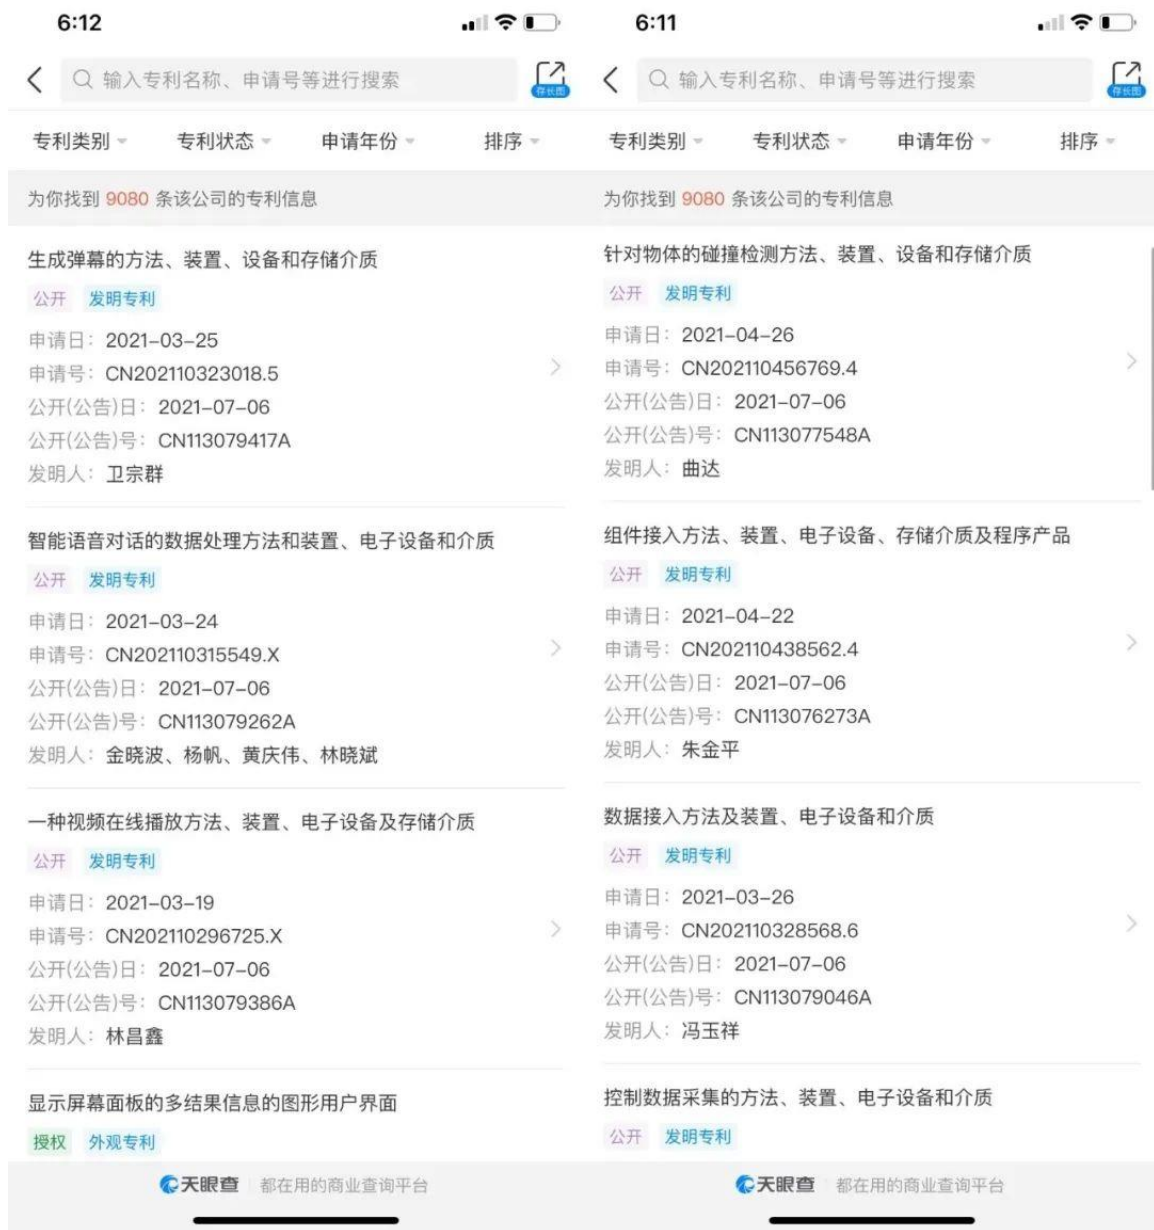 6:12
输入专利名称、申请号等进行搜索
存长图
专利类别 专利状态 申请年份 排序
为你找到 9080 条该公司的专利信息
生成弹幕的方法、装置、设备和存储介质
公开 发明专利
申请日：2021-03-25
申请号：CN202110323018.5
公开(公告)日：2021-07-06
公开(公告)号：CN113079417A
发明人：卫宗群
智能语音对话的数据处理方法和装置、电子设备和介质
公开 发明专利
申请日：2021-03-24
申请号：CN202110315549.X
公开(公告)日：2021-07-06
公开(公告)号：CN113079262A
发明人：金晓波、杨帆、黄庆伟、林晓斌
一种视频在线播放方法、装置、电子设备及存储介质
公开 发明专利
申请日：2021-03-19
申请号：CN202110296725.X
公开(公告)日：2021-07-06
公开(公告)号：CN113079386A
发明人：林昌鑫
显示屏幕面板的多结果信息的图形用户界面
授权 外观专利
天眼查 都在用的商业查询平台
6:11
输入专利名称、申请号等进行搜索
存长图
专利类别 专利状态 申请年份 排序
为你找到 9080 条该公司的专利信息
针对物体的碰撞检测方法、装置、设备和存储介质
公开 发明专利
申请日：2021-04-26
申请号：CN202110456769.4
公开(公告)日：2021-07-06
公开(公告)号：CN113077548A
发明人：曲达
组件接入方法、装置、电子设备、存储介质及程序产品
公开 发明专利
申请日：2021-04-22
申请号：CN202110438562.4
公开(公告)日：2021-07-06
公开(公告)号：CN113076273A
发明人：朱金平
数据接入方法及装置、电子设备和介质
公开 发明专利
申请日：2021-03-26
申请号：CN202110328568.6
公开(公告)日：2021-07-06
公开(公告)号：CN113079046A
发明人：冯玉祥
控制数据采集的方法、装置、电子设备和介质
公开 发明专利
天眼查 都在用的商业查询平台